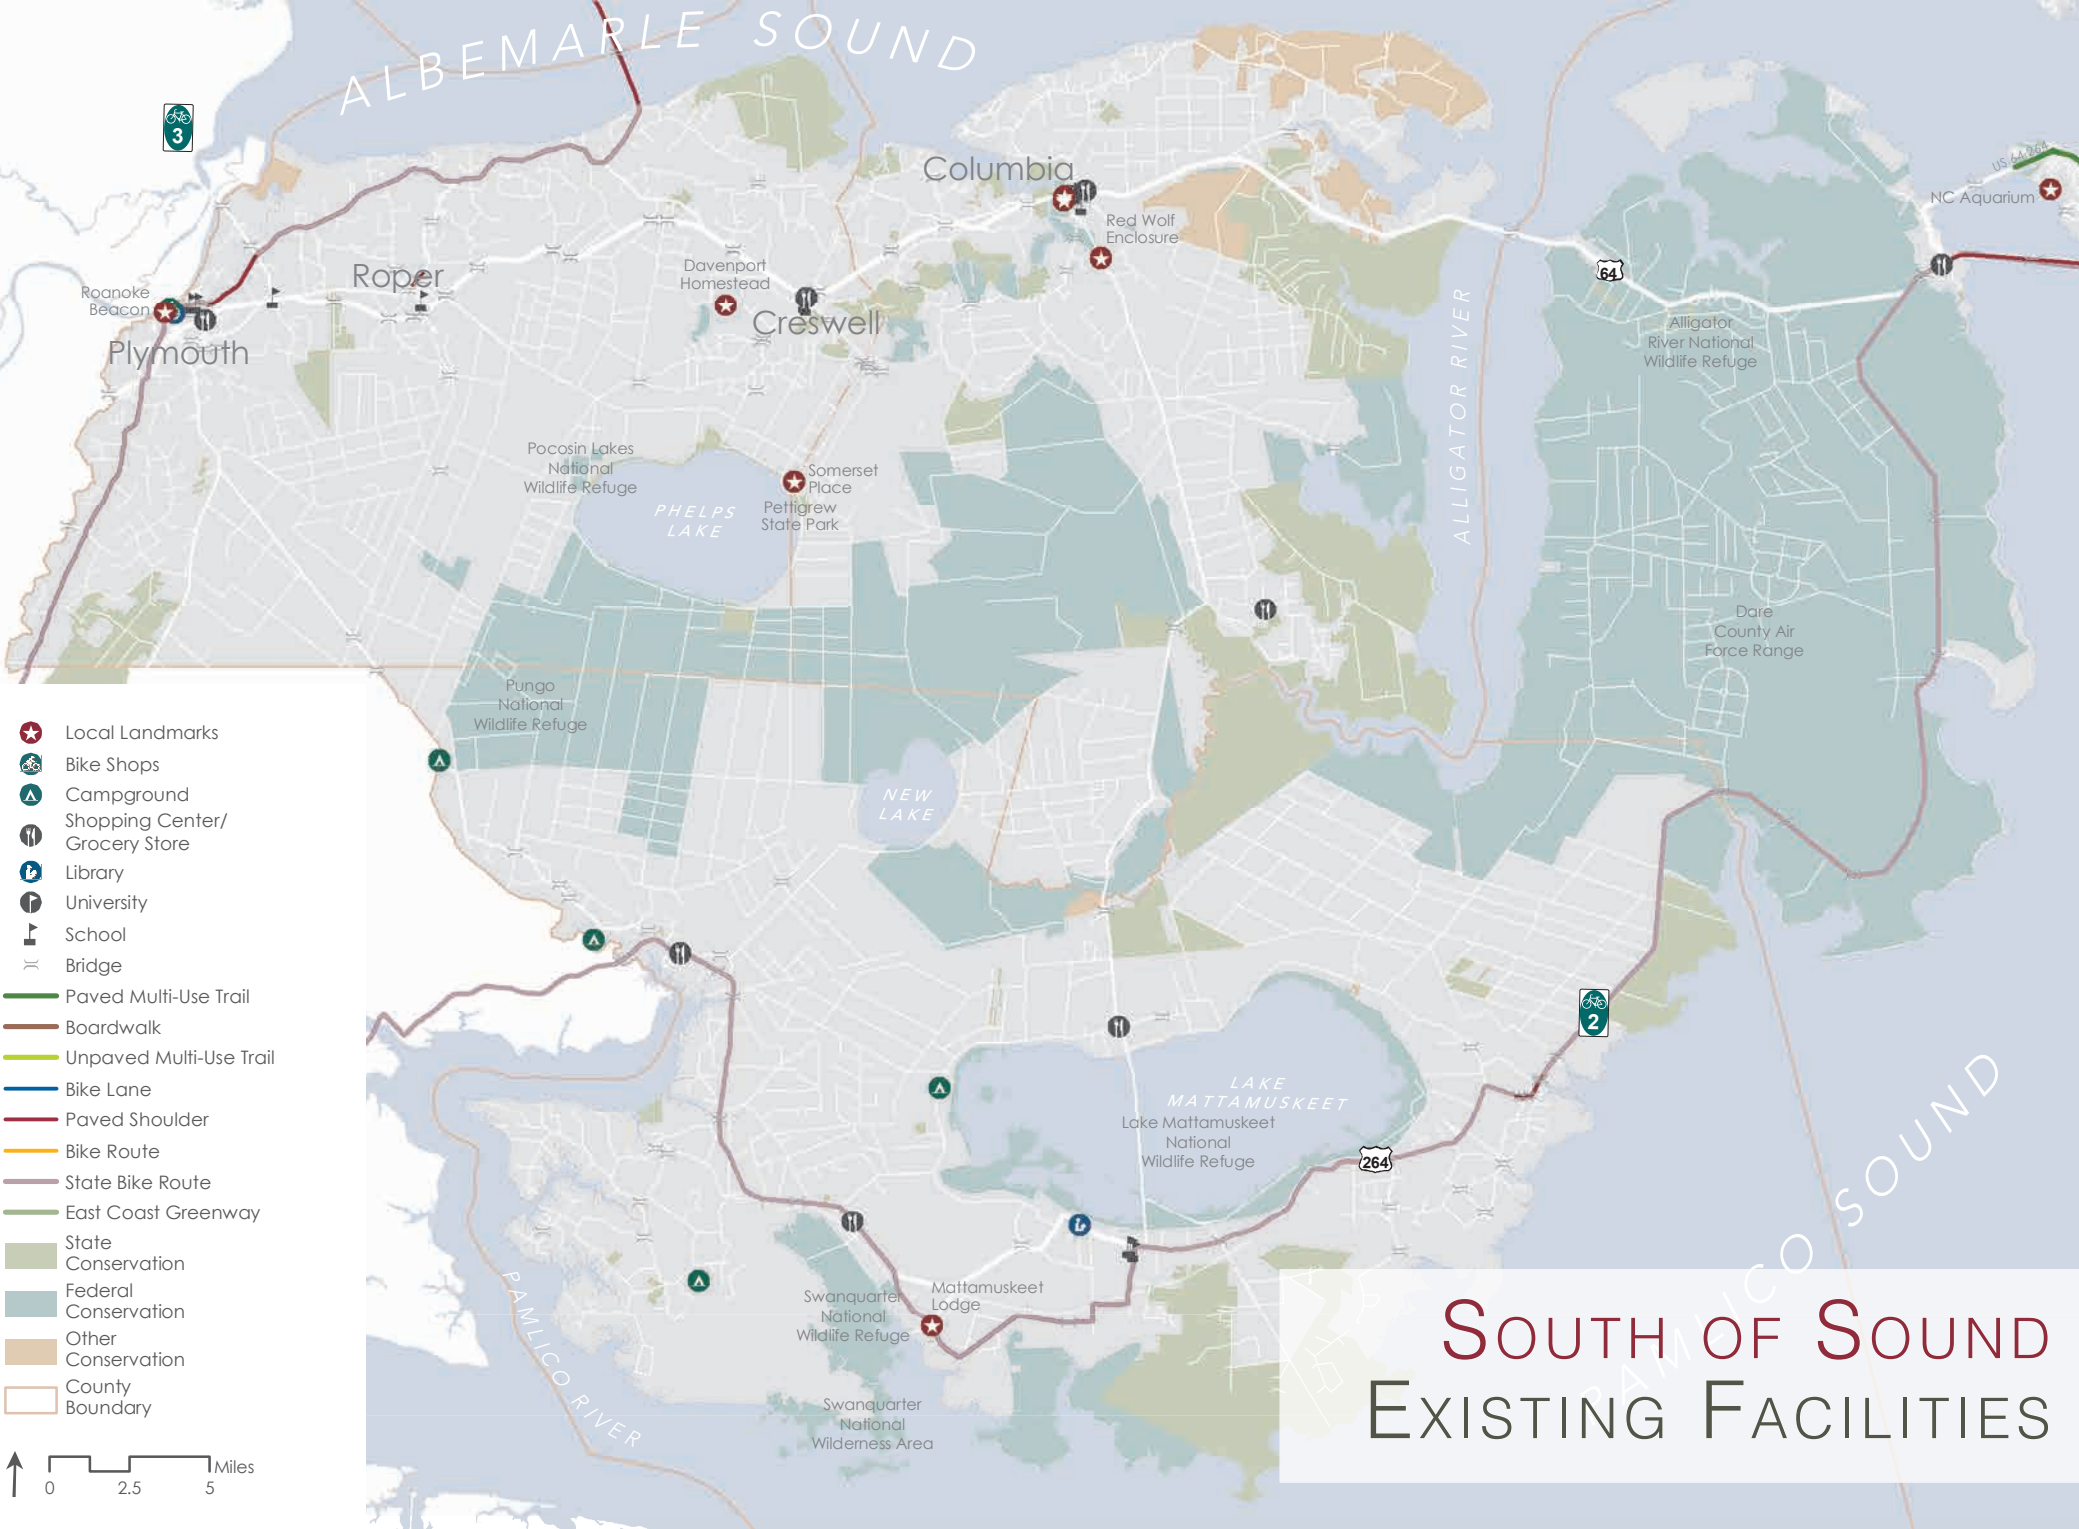 ALBEMARLE SOUND
3
Columbia
US 64/264
NC Aquarium
Red Wolf
Enclosure
64
Roper
Davenport
Homestead
Roanoke
Beacon
Creswell
Plymouth
Alligator
River National
Wildlife Refuge
ALLIGATOR RIVER
Pocosin Lakes
National
Wildlife Refuge
Somerset
Place
PHELPS
LAKE
Pettigrew
State Park
Dare
County Air
Force Range
Pungo
National
Wildlife Refuge
NEW
LAKE
2
LAKE
MATTAMUSKEET
Lake Mattamuskeet
National
Wildlife Refuge
264
PAMLICO SOUND
Mattamuskeet
Lodge
Swanquarter
National
Wildlife Refuge
PAMLICO RIVER
Swanquarter
National
Wilderness Area
PAMLICO SOUND
Local Landmarks
Bike Shops
Campground
Shopping Center/
Grocery Store
Library
University
School
Bridge
Paved Multi-Use Trail
Boardwalk
Unpaved Multi-Use Trail
Bike Lane
Paved Shoulder
Bike Route
State Bike Route
East Coast Greenway
State
Conservation
Federal
Conservation
Other
Conservation
County
Boundary
Miles
0 2.5 5
SOUTH OF SOUND
EXISTING FACILITIES